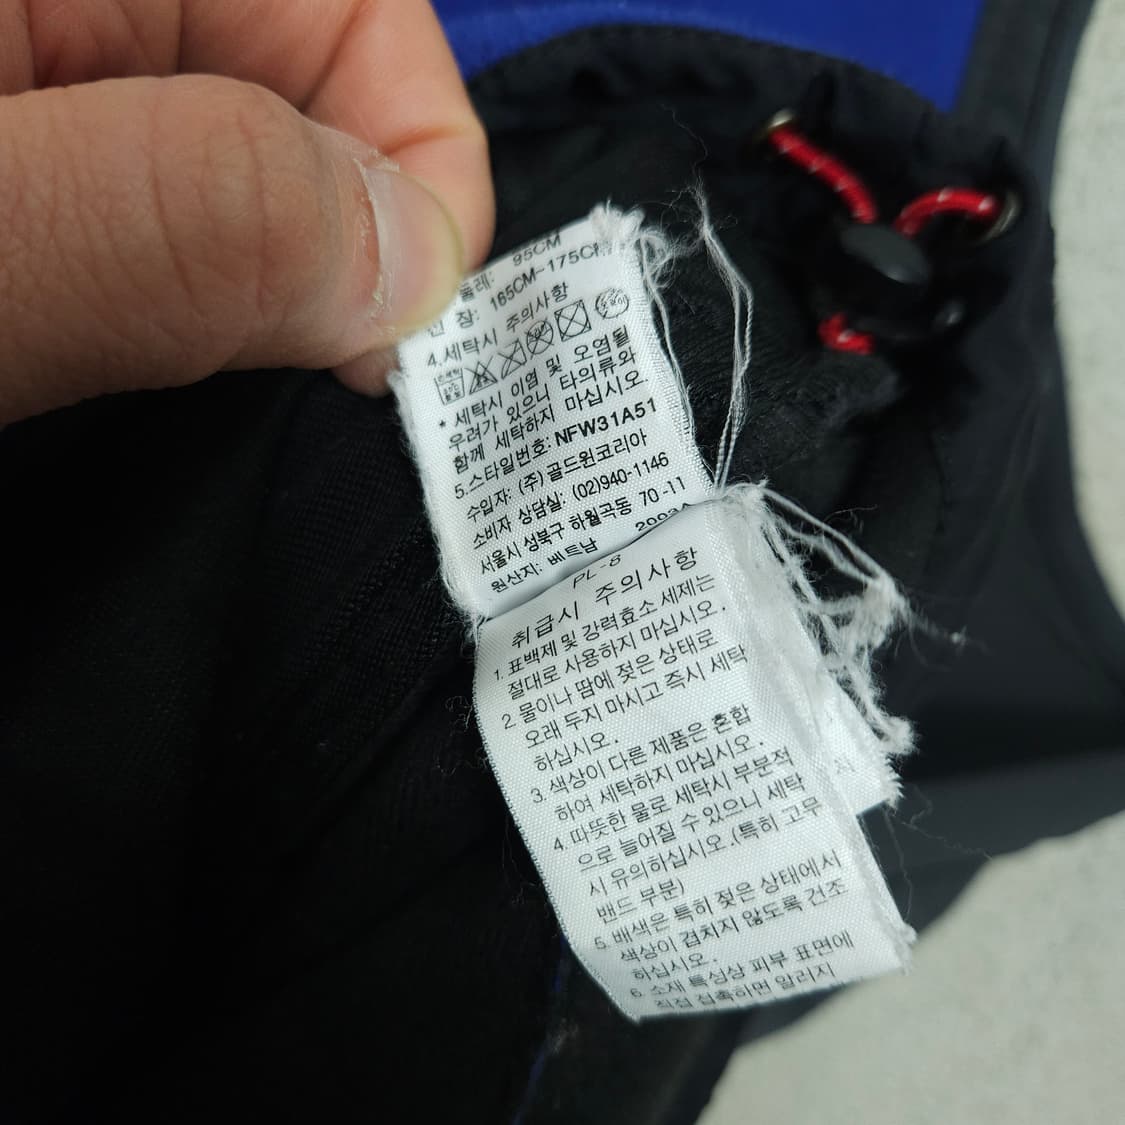 둘레: 95CM
신 장: 165CM-175CM
4.세탁시 주의사항
* 세탁시 이염 및 오염될
우려가 있으니 타의류와
함께 세탁하지 마십시오.
5.스타일번호: NFW31A51
수입자: (주)골드윈코리아
소비자 상담실: (02)940-1146
서울시 성북구 하월곡동 70-11
원산지: 베트남
PL-8
취급시 주의사항
1. 표백제 및 강력효소 세제는
절대로 사용하지 마십시오.
2. 물이나 땀에 젖은 상태로
오래 두지 마시고 즉시 세탁
하십시오.
3. 색상이 다른 제품은 혼합
하여 세탁하지 마십시오.
4. 따뜻한 물로 세탁시 부분적
으로 늘어질 수 있으니 세탁
시 유의하십시오.(특히 고무
밴드 부분)
5. 배색은 특히 젖은 상태에서
색상이 겹치지 않도록 건조
하십시오.
6. 소재 특성상 피부 표면에
직접 접촉하면 알러지